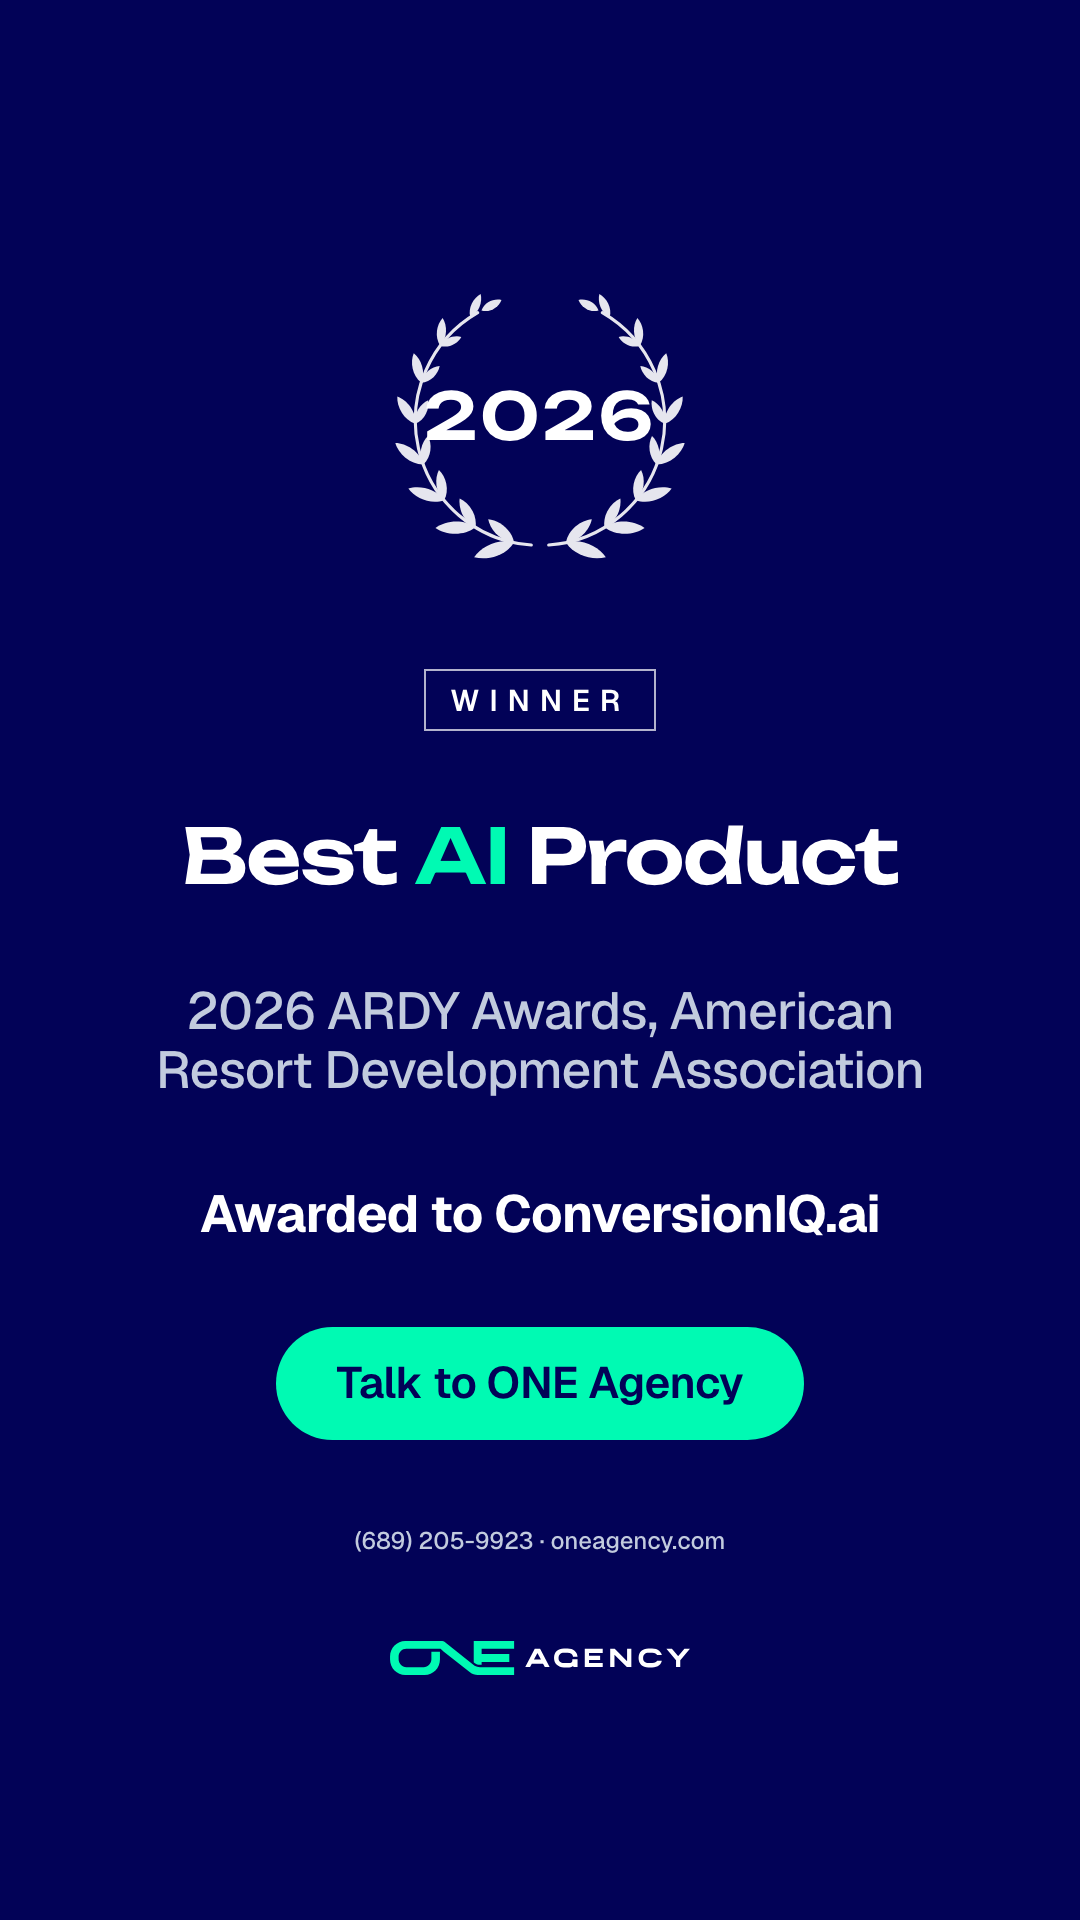 2026
WINNER
Best AI Product
2026 ARDY Awards, American
Resort Development Association
Awarded to ConversionIQ.ai
Talk to ONE Agency
(689) 205-9923 · oneagency.com
ONE AGENCY